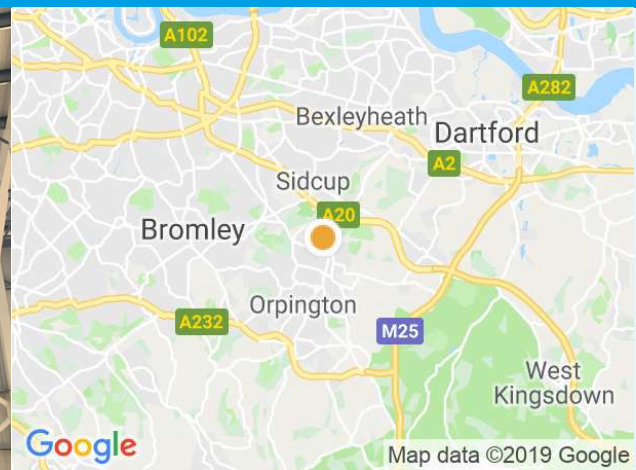 A102
A282
Bexleyheath
Dartford
A2
Sidcup
A20
Bromley
Orpington
A232
M25
West
Kingsdown
Google
Map data ©2019 Google